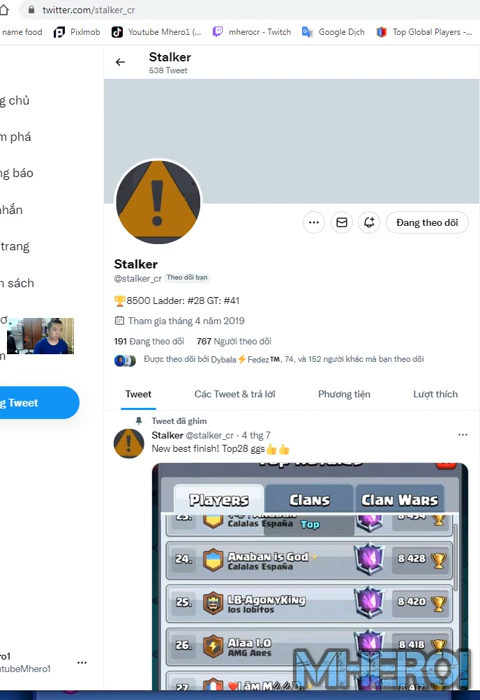 twitter.com/stalker_cr
name food
PixImob
Youtube Mhero1 (...
mherocr - Twitch
Google Dịch
Top Global Players -...
Stalker
538 Tweet
g chủ
m phá
ng báo
nhắn
trang
h sách
Đang theo dõi
Stalker
@stalker_cr Theo dõi bạn
🏆8500 Ladder: #28 GT: #41
Tham gia tháng 4 năm 2019
191 Đang theo dõi 767 Người theo dõi
Được theo dõi bởi Dybala⚡Fedez™, 74, và 152 người khác mà bạn theo dõi
g Tweet
Tweet
Các Tweet & trả lời
Phương tiện
Lượt thích
Tweet đã ghim
Stalker @stalker_cr · 4 thg 7
New best finish! Top28 ggs👍👍
Players
Clans
Clan Wars
Calalas España
Top
24. Anaban is God 8 428
Calalas España
25. LB-AgonyKing 8 420
los lobitos
26. Alaa 1.0 8 418
AMG Ares
27.
ro1
utubeMhero1
MHERO!